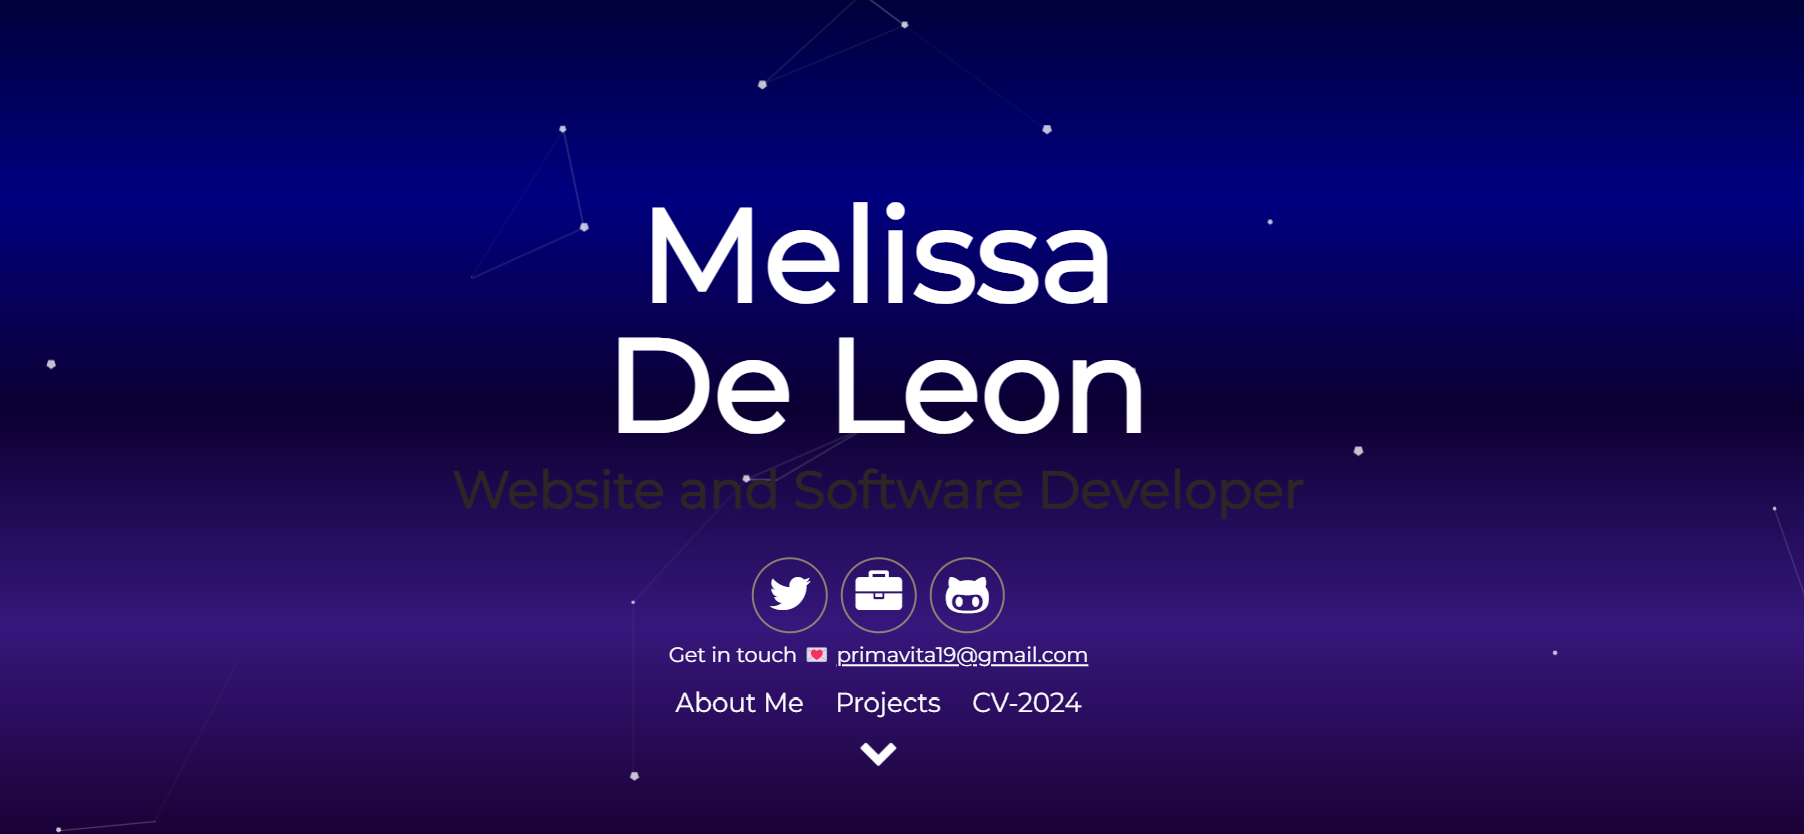 Melissa
De Leon
Website and Software Developer
Get in touch 💌 primavita19@gmail.com
About Me Projects CV-2024